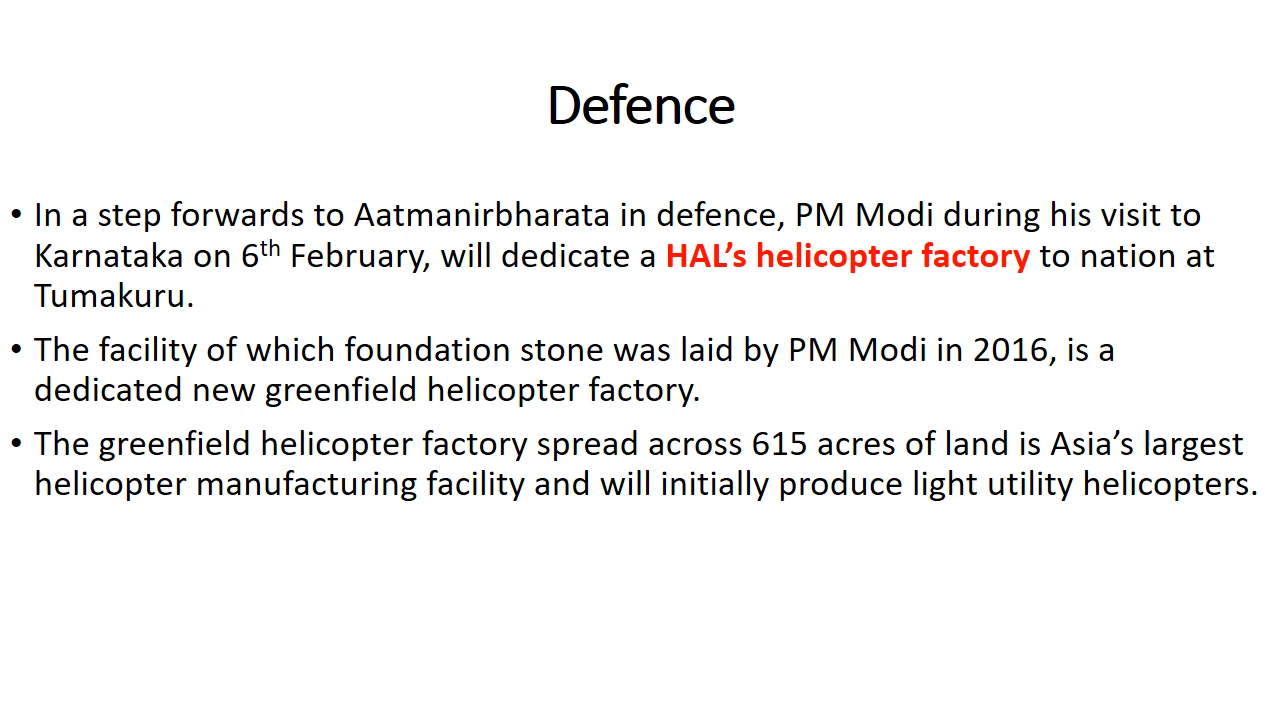 Defence
• In a step forwards to Aatmanirbharata in defence, PM Modi during his visit to
Karnataka on 6th February, will dedicate a HAL’s helicopter factory to nation at
Tumakuru.
• The facility of which foundation stone was laid by PM Modi in 2016, is a
dedicated new greenfield helicopter factory.
• The greenfield helicopter factory spread across 615 acres of land is Asia’s largest
helicopter manufacturing facility and will initially produce light utility helicopters.